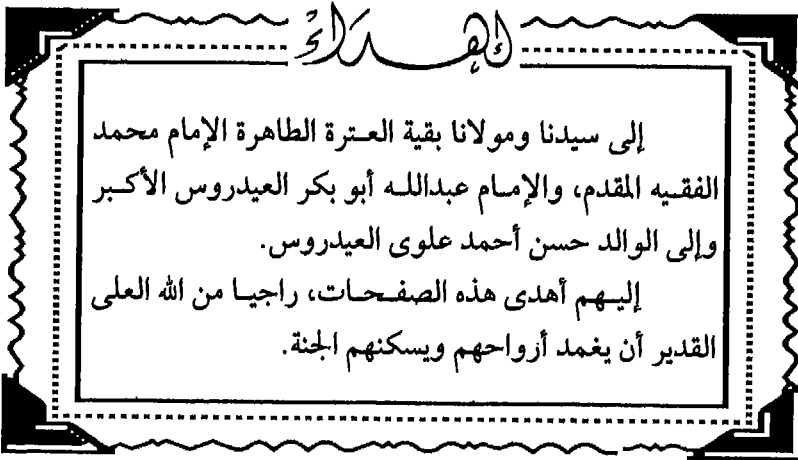 إهداء
إلى سيدنا ومولانا بقية العترة الطاهرة الإمام محمد
الفقيه المقدم، والإمام عبدالله أبو بكر العيدروس الأكبر
وإلى الوالد حسن أحمد علوى العيدروس.
إليهم أهدى هذه الصفحات، راجيا من الله العلى
القدير أن يغمد أزواحهم ويسكنهم الجنة.